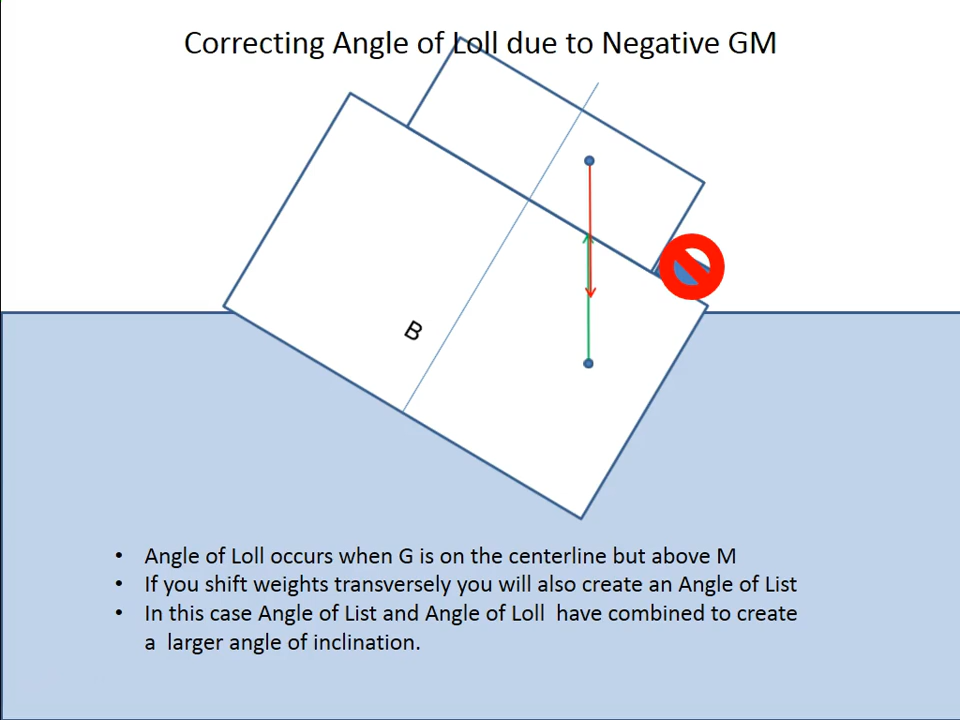 Correcting Angle of Loll due to Negative GM
B
• Angle of Loll occurs when G is on the centerline but above M
• If you shift weights transversely you will also create an Angle of List
• In this case Angle of List and Angle of Loll have combined to create
a larger angle of inclination.